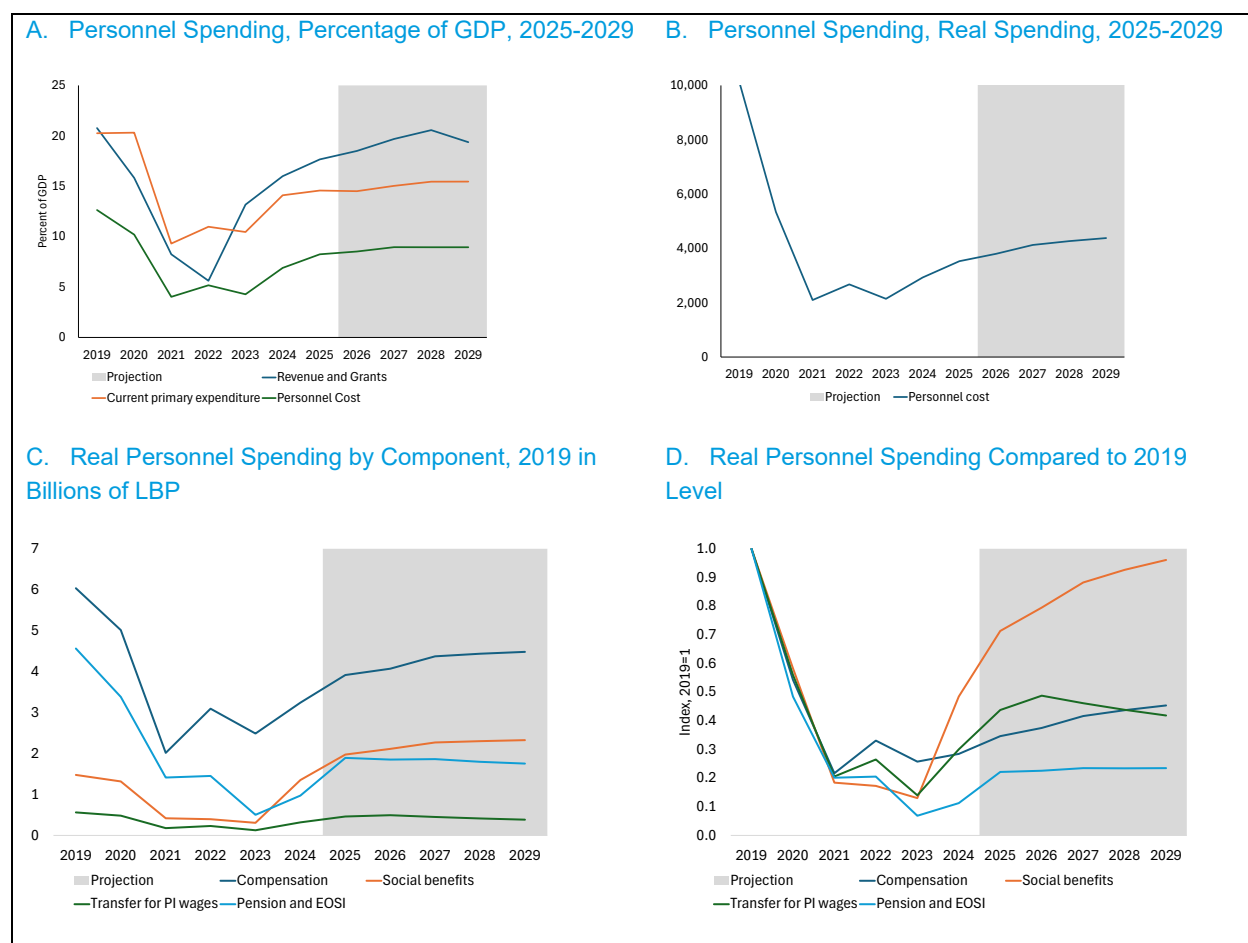 A. Personnel Spending, Percentage of GDP, 2025-2029
25
20
15
10
5
0
Percent of GDP
2019 2020 2021 2022 2023 2024 2025 2026 2027 2028 2029
Projection Revenue and Grants
Current primary expenditure Personnel Cost
B. Personnel Spending, Real Spending, 2025-2029
10,000
8,000
6,000
4,000
2,000
0
2019 2020 2021 2022 2023 2024 2025 2026 2027 2028 2029
Projection Personnel cost
C. Real Personnel Spending by Component, 2019 in
Billions of LBP
7
6
5
4
3
2
1
0
2019 2020 2021 2022 2023 2024 2025 2026 2027 2028 2029
Projection Compensation Social benefits
Transfer for PI wages Pension and EOSI
D. Real Personnel Spending Compared to 2019
Level
1.0
0.9
0.8
0.7
0.6
0.5
0.4
0.3
0.2
0.1
0.0
Index, 2019=1
2019 2020 2021 2022 2023 2024 2025 2026 2027 2028 2029
Projection Compensation Social benefits
Transfer for PI wages Pension and EOSI